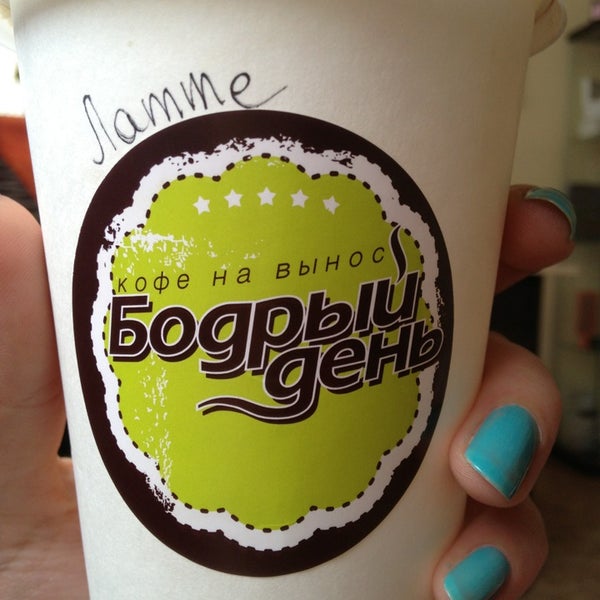 Латте
кофе на вынос
Бодрый
день